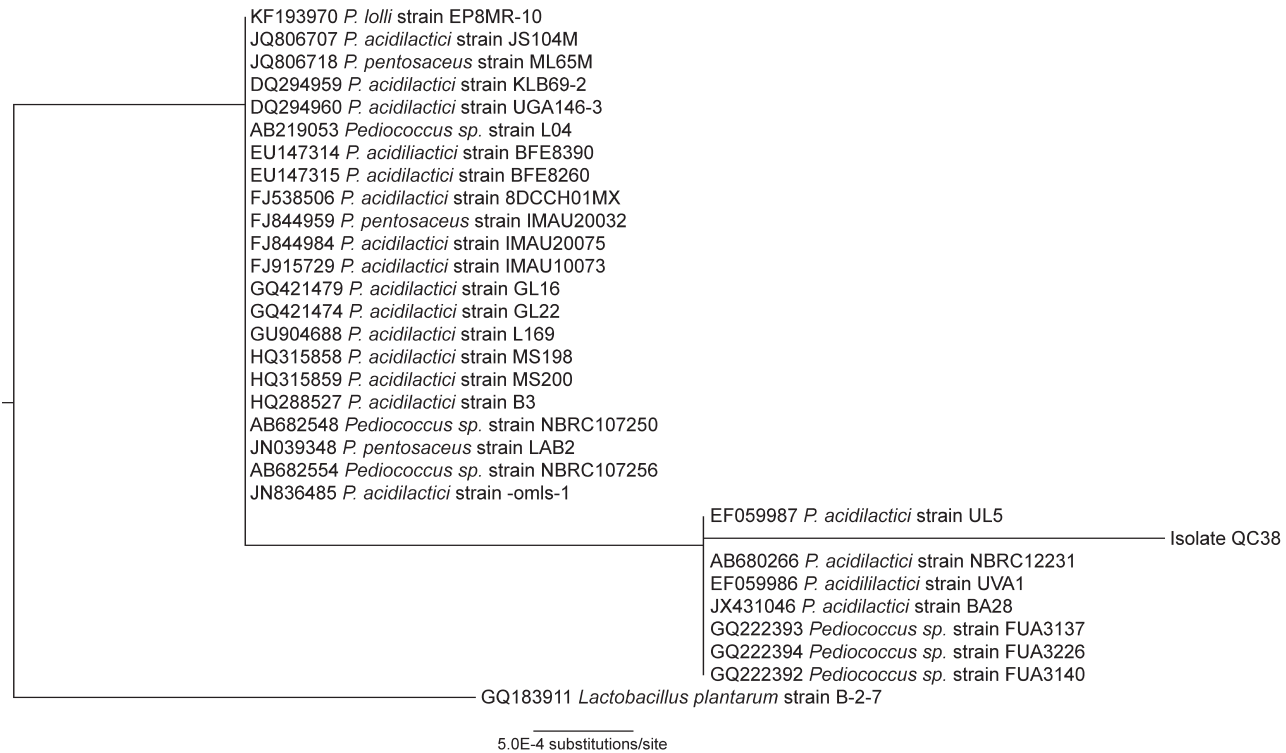 KF193970 P. lolli strain EP8MR-10
JQ806707 P. acidilactici strain JS104M
JQ806718 P. pentosaceus strain ML65M
DQ294959 P. acidilactici strain KLB69-2
DQ294960 P. acidilactici strain UGA146-3
AB219053 Pediococcus sp. strain L04
EU147314 P. acidiliactici strain BFE8390
EU147315 P. acidilactici strain BFE8260
FJ538506 P. acidilactici strain 8DCCH01MX
FJ844959 P. pentosaceus strain IMAU20032
FJ844984 P. acidilactici strain IMAU20075
FJ915729 P. acidilactici strain IMAU10073
GQ421479 P. acidilactici strain GL16
GQ421474 P. acidilactici strain GL22
GU904688 P. acidilactici strain L169
HQ315858 P. acidilactici strain MS198
HQ315859 P. acidilactici strain MS200
HQ288527 P. acidilactici strain B3
AB682548 Pediococcus sp. strain NBRC107250
JN039348 P. pentosaceus strain LAB2
AB682554 Pediococcus sp. strain NBRC107256
JN836485 P. acidilactici strain -omls-1
EF059987 P. acidilactici strain UL5
Isolate QC38
AB680266 P. acidilactici strain NBRC12231
EF059986 P. acidililactici strain UVA1
JX431046 P. acidilactici strain BA28
GQ222393 Pediococcus sp. strain FUA3137
GQ222394 Pediococcus sp. strain FUA3226
GQ222392 Pediococcus sp. strain FUA3140
GQ183911 Lactobacillus plantarum strain B-2-7
5.0E-4 substitutions/site